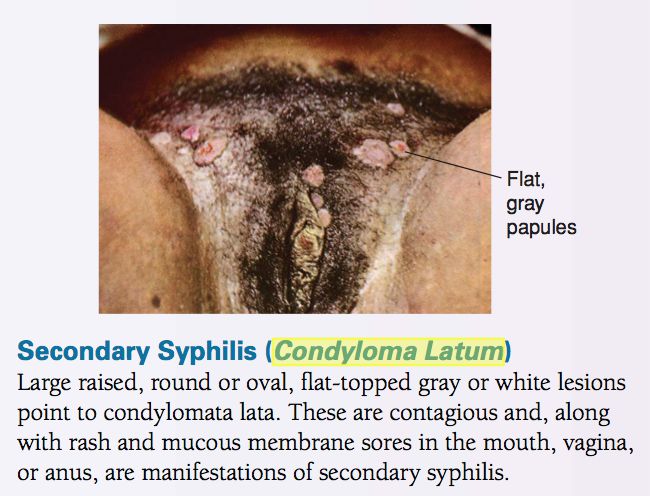 Flat,
gray
papules
Secondary Syphilis (Condyloma Latum)
Large raised, round or oval, flat-topped gray or white lesions
point to condylomata lata. These are contagious and, along
with rash and mucous membrane sores in the mouth, vagina,
or anus, are manifestations of secondary syphilis.